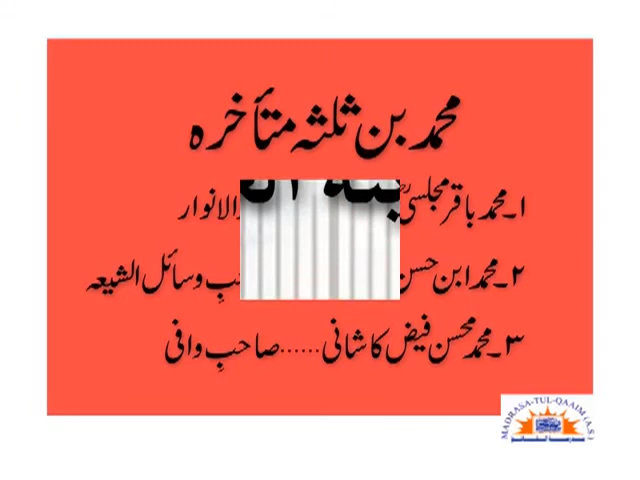 محمد بن ثلثہ متأخرہ
۱۔ محمد باقر مجلسیؒ الانوار
۲۔ محمد ابن حسن وسائل الشیعہ
۳۔ محمد محسن فیض کاشانی ...... صاحبِ وافی
MADRASA-TUL-QAAIM (A.S.)